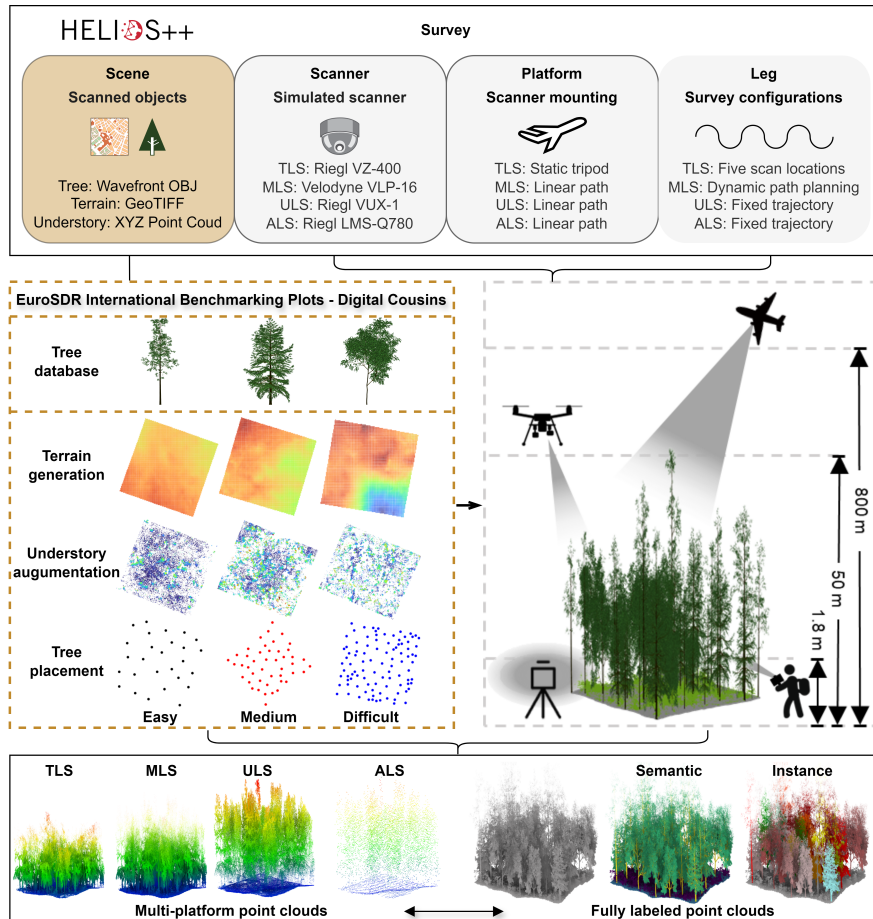 HELIOS++
Survey
Scene
Scanned objects
Tree: Wavefront OBJ
Terrain: GeoTIFF
Understory: XYZ Point Coud
Scanner
Simulated scanner
TLS: Riegl VZ-400
MLS: Velodyne VLP-16
ULS: Riegl VUX-1
ALS: Riegl LMS-Q780
Platform
Scanner mounting
TLS: Static tripod
MLS: Linear path
ULS: Linear path
ALS: Linear path
Leg
Survey configurations
TLS: Five scan locations
MLS: Dynamic path planning
ULS: Fixed trajectory
ALS: Fixed trajectory
EuroSDR International Benchmarking Plots - Digital Cousins
Tree
database
Terrain
generation
Understory
augumentation
Tree
placement
Easy Medium Difficult
800 m
50 m
1.8 m
TLS MLS ULS ALS Semantic Instance
Multi-platform point clouds Fully labeled point clouds